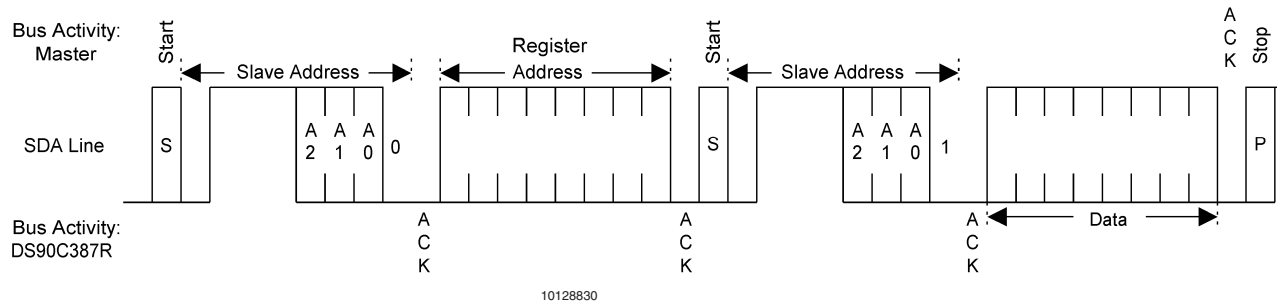 Bus Activity:
Master
Start
Slave Address
Register
Address
Start
Slave Address
A
C
K
Stop
SDA Line
S
A
2
A
1
A
0
0
S
A
2
A
1
A
0
1
P
Bus Activity:
DS90C387R
A
C
K
A
C
K
A
C
K
Data
10128830